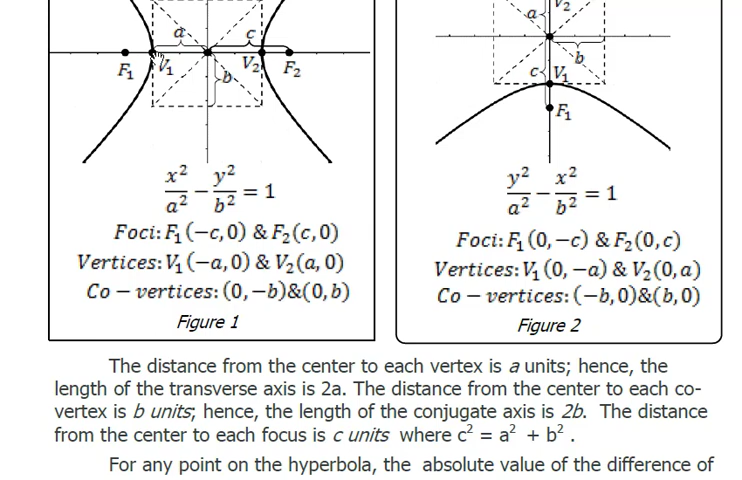 a
c
F₁ V₁ V₂ F₂
b
x²/a² − y²/b² = 1
Foci: F₁(−c, 0) & F₂(c, 0)
Vertices: V₁(−a, 0) & V₂(a, 0)
Co − vertices: (0, −b)&(0, b)
Figure 1
V₂
a
b
c V₁
F₁
y²/a² − x²/b² = 1
Foci: F₁(0, −c) & F₂(0, c)
Vertices: V₁(0, −a) & V₂(0, a)
Co − vertices: (−b, 0)&(b, 0)
Figure 2
The distance from the center to each vertex is a units; hence, the
length of the transverse axis is 2a. The distance from the center to each co-
vertex is b units; hence, the length of the conjugate axis is 2b. The distance
from the center to each focus is c units where c² = a² + b² .
For any point on the hyperbola, the absolute value of the difference of